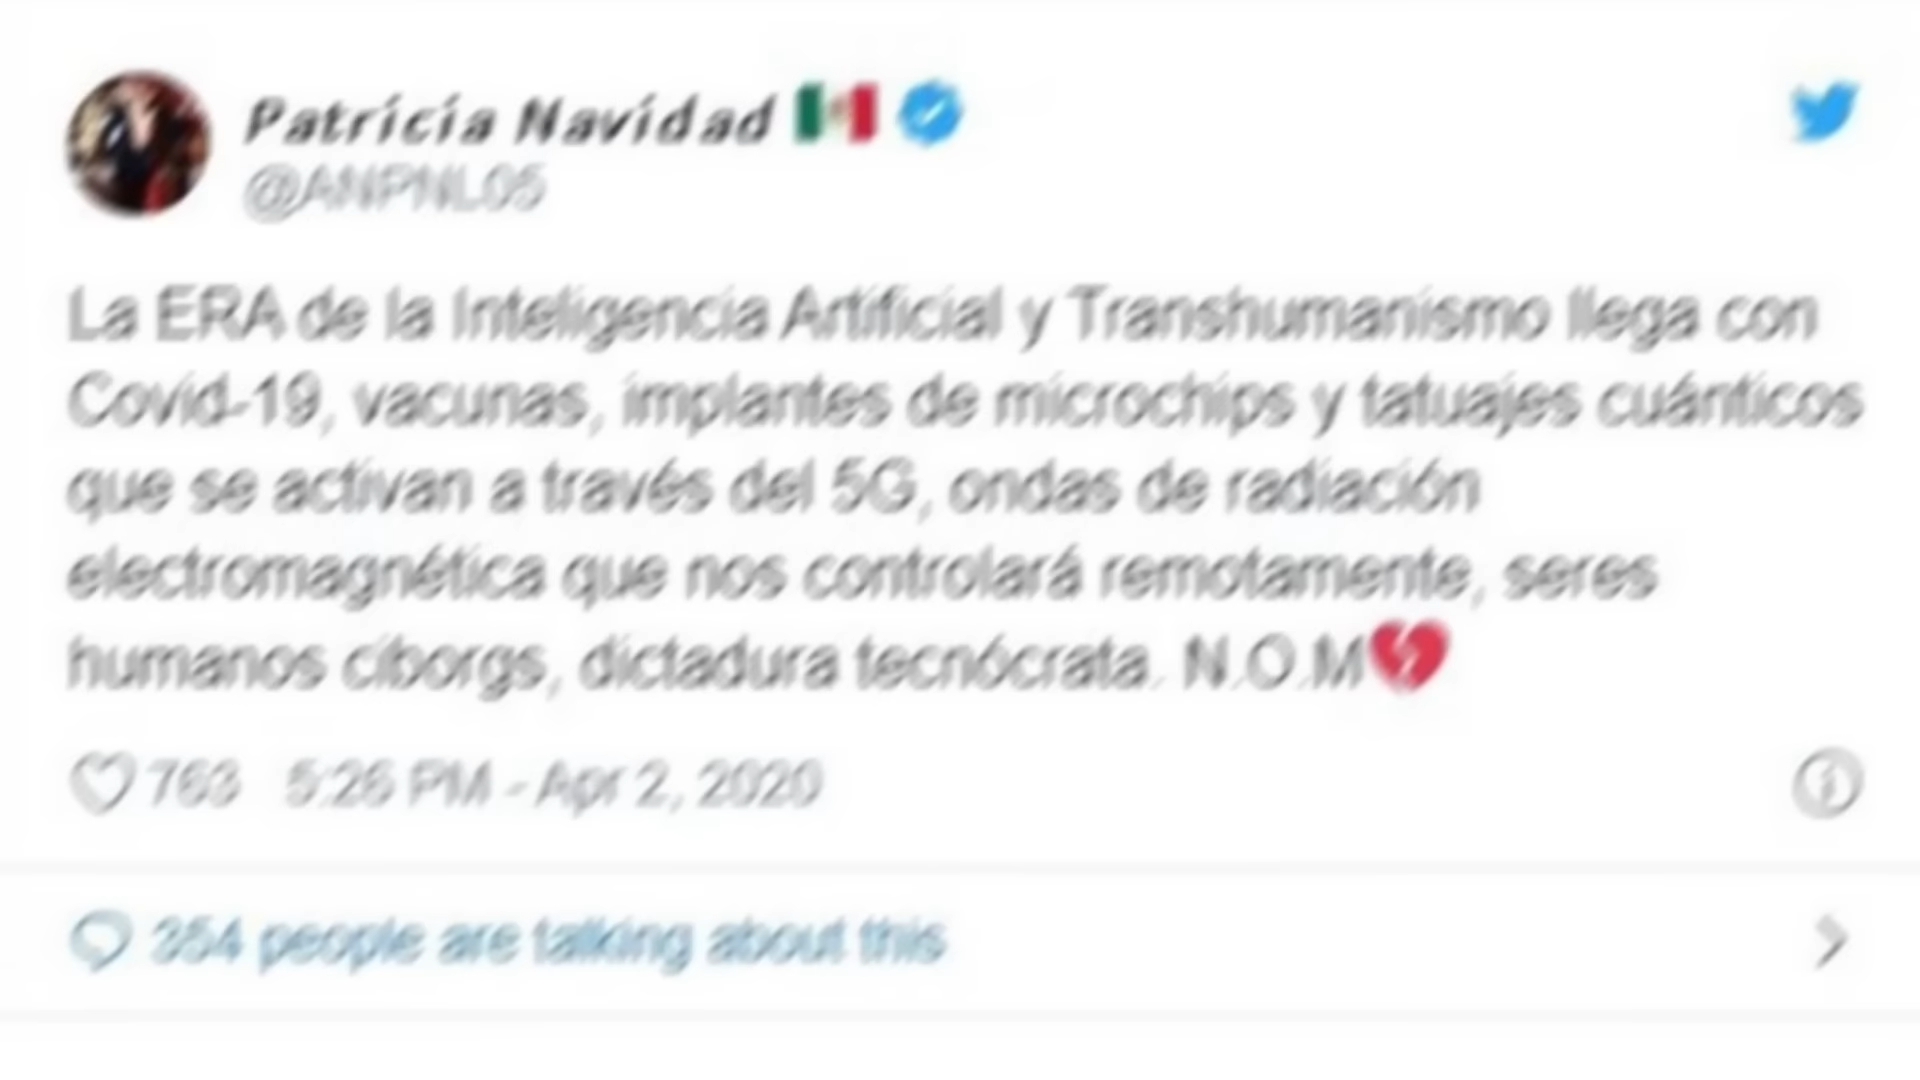 Patricia Navidad
@ANPNL05
La ERA de la Inteligencia Artificial y Transhumanismo llega con
Covid-19, vacunas, implantes de microchips y tatuajes cuánticos
que se activan a través del 5G, ondas de radiación
electromagnética que nos controlará remotamente, seres
humanos ciborgs, dictadura tecnócrata. N.O.M
763 5:26 PM - Apr 2, 2020
354 people are talking about this